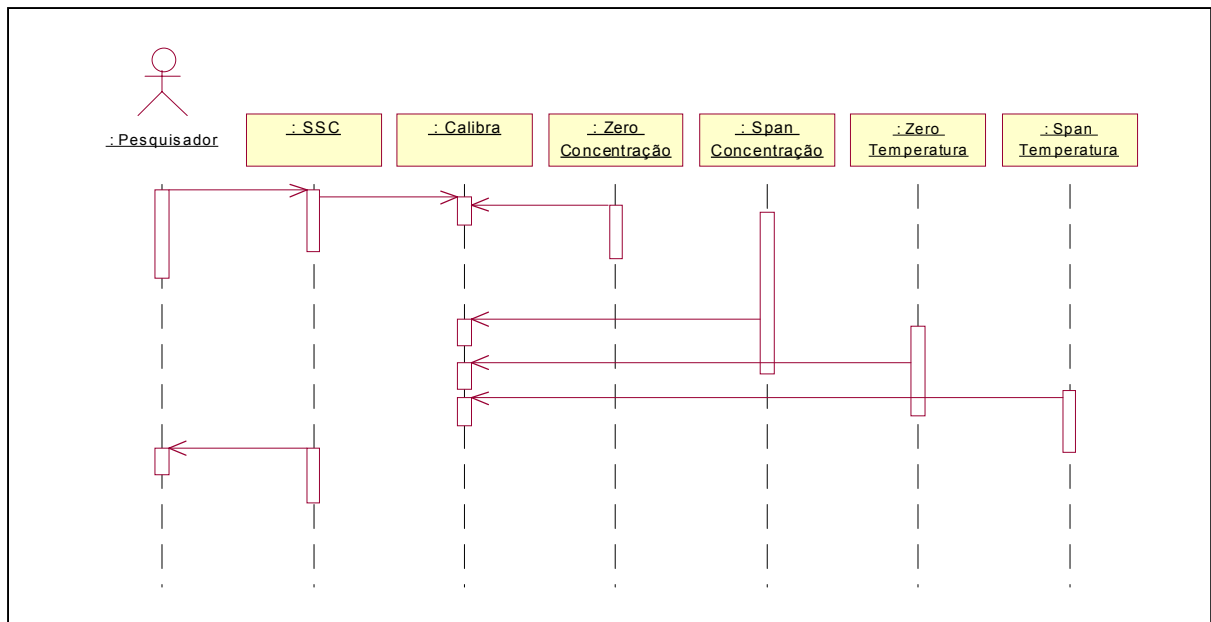 : Pesquisador
: SSC
: Calibra
: Zero
Concentração
: Span
Concentração
: Zero
Temperatura
: Span
Temperatura